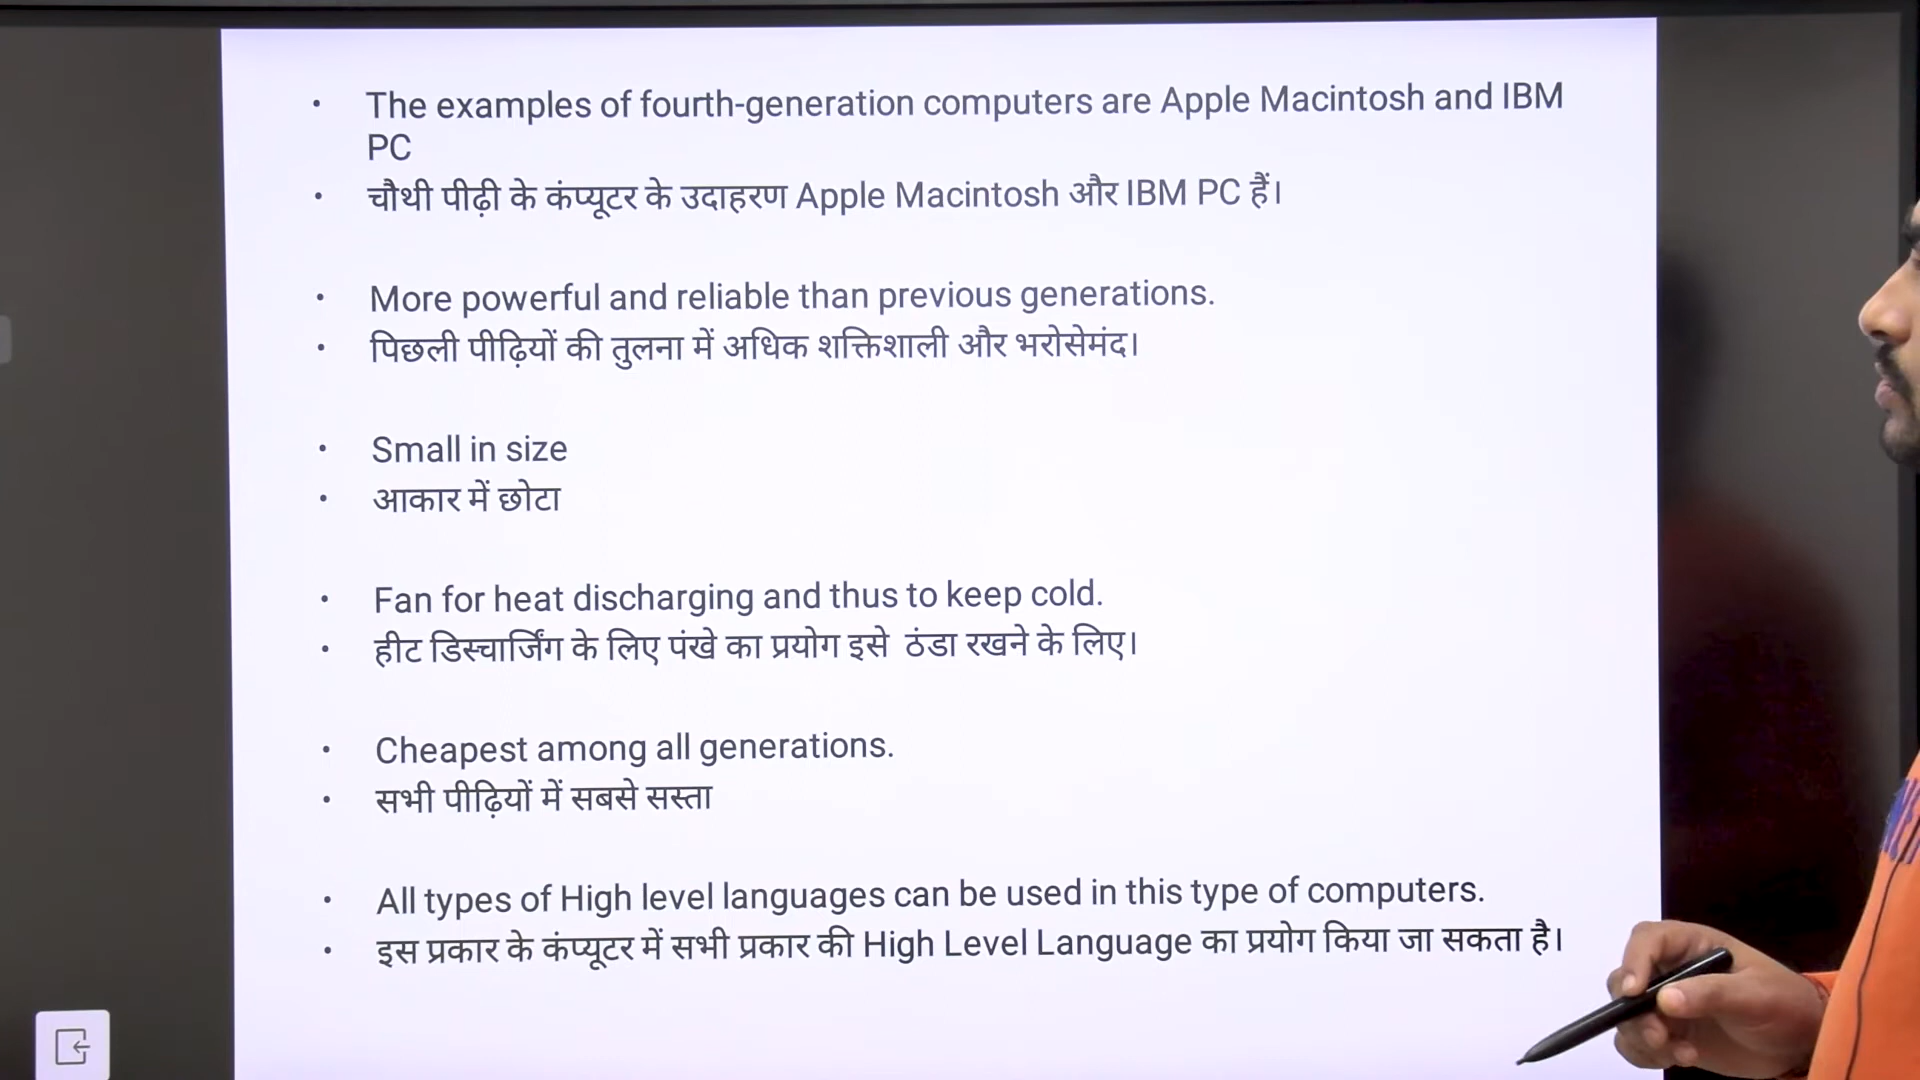 • The examples of fourth-generation computers are Apple Macintosh and IBM
PC
• चौथी पीढ़ी के कंप्यूटर के उदाहरण Apple Macintosh और IBM PC हैं।
• More powerful and reliable than previous generations.
• पिछली पीढ़ियों की तुलना में अधिक शक्तिशाली और भरोसेमंद।
• Small in size
• आकार में छोटा
• Fan for heat discharging and thus to keep cold.
• हीट डिस्चार्जिंग के लिए पंखे का प्रयोग इसे ठंडा रखने के लिए।
• Cheapest among all generations.
• सभी पीढ़ियों में सबसे सस्ता
• All types of High level languages can be used in this type of computers.
• इस प्रकार के कंप्यूटर में सभी प्रकार की High Level Language का प्रयोग किया जा सकता है।